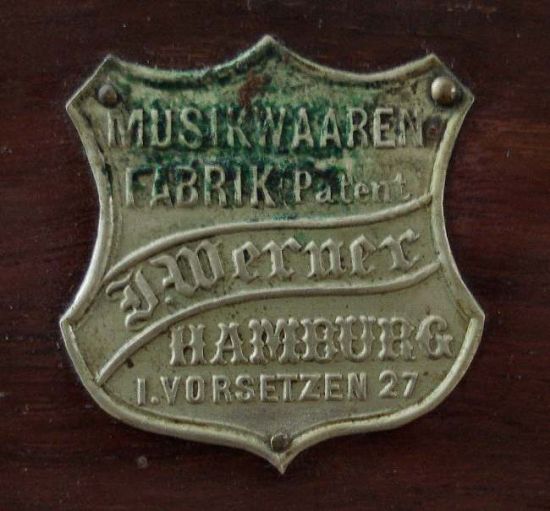 MUSIKWAAREN
FABRIK Patent
J. Werner
HAMBURG
I. VORSETZEN 27